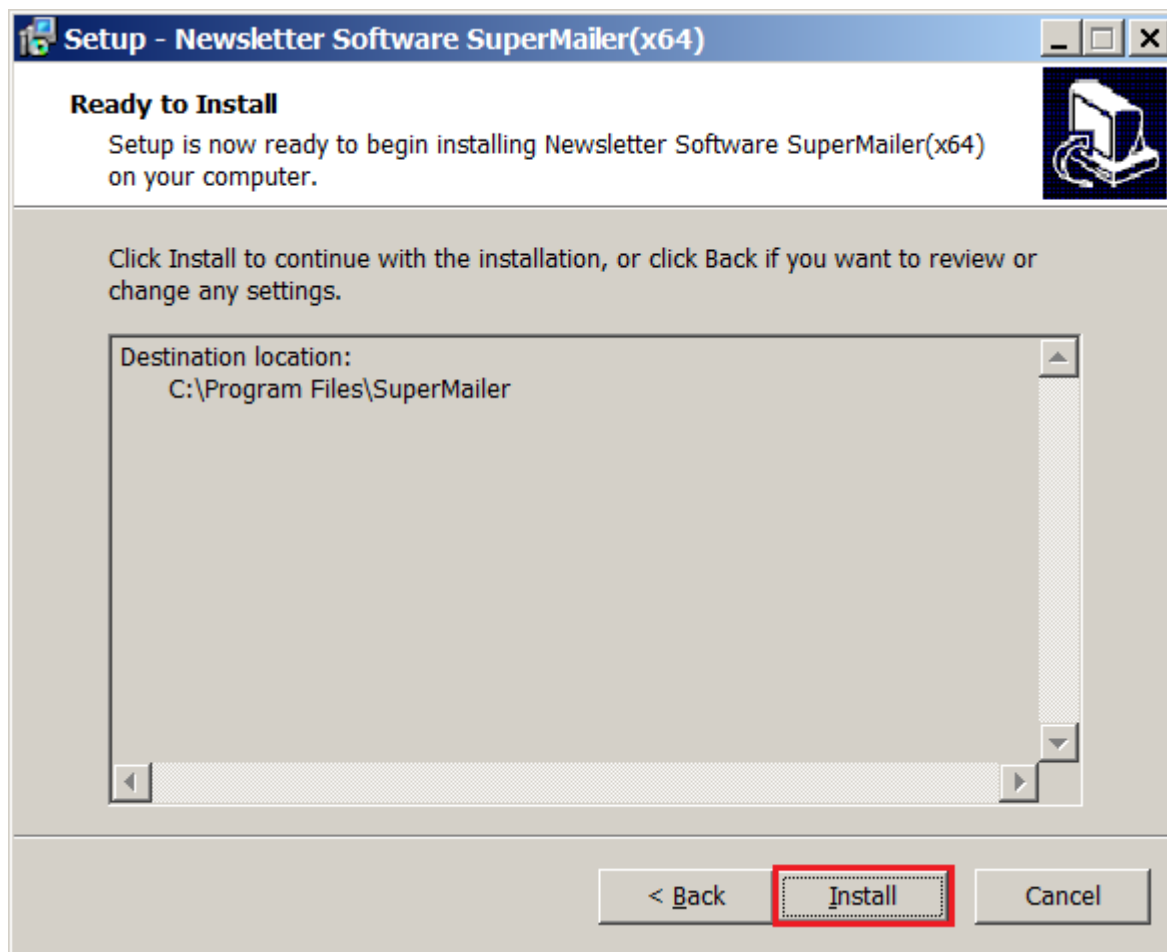 Setup - Newsletter Software SuperMailer(x64)
Ready to Install
Setup is now ready to begin installing Newsletter Software SuperMailer(x64)
on your computer.
Click Install to continue with the installation, or click Back if you want to review or
change any settings.
Destination location:
C:\Program Files\SuperMailer
< Back
Install
Cancel